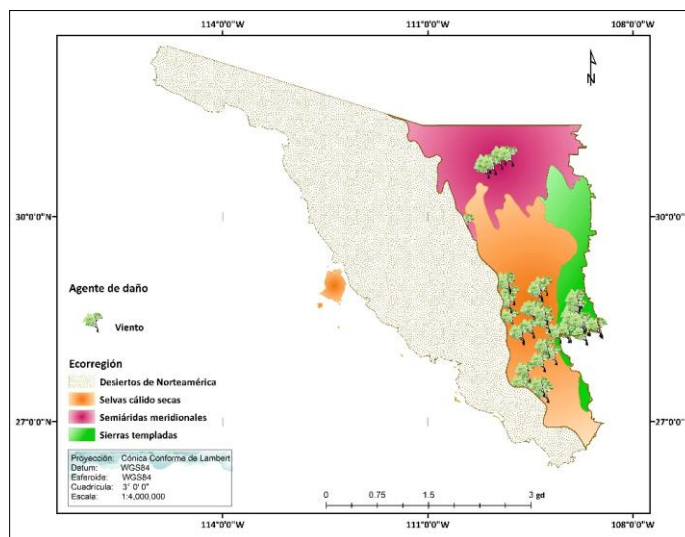 114°0'0"W 111°0'0"W 108°0'0"W
N
30°0'0"N 30°0'0"N
Agente de daño
Viento
Ecorregión
Desiertos de Norteamérica
Selvas cálido secas
Semiáridas meridionales
Sierras templadas
27°0'0"N 27°0'0"N
Proyección: Cónica Conforme de Lambert
Datum: WGS84
Esferoide: WGS84
Cuadrícula: 3° 0' 0"
Escala: 1:4,000,000
0 0.75 1.5 3 gd
114°0'0"W 111°0'0"W 108°0'0"W